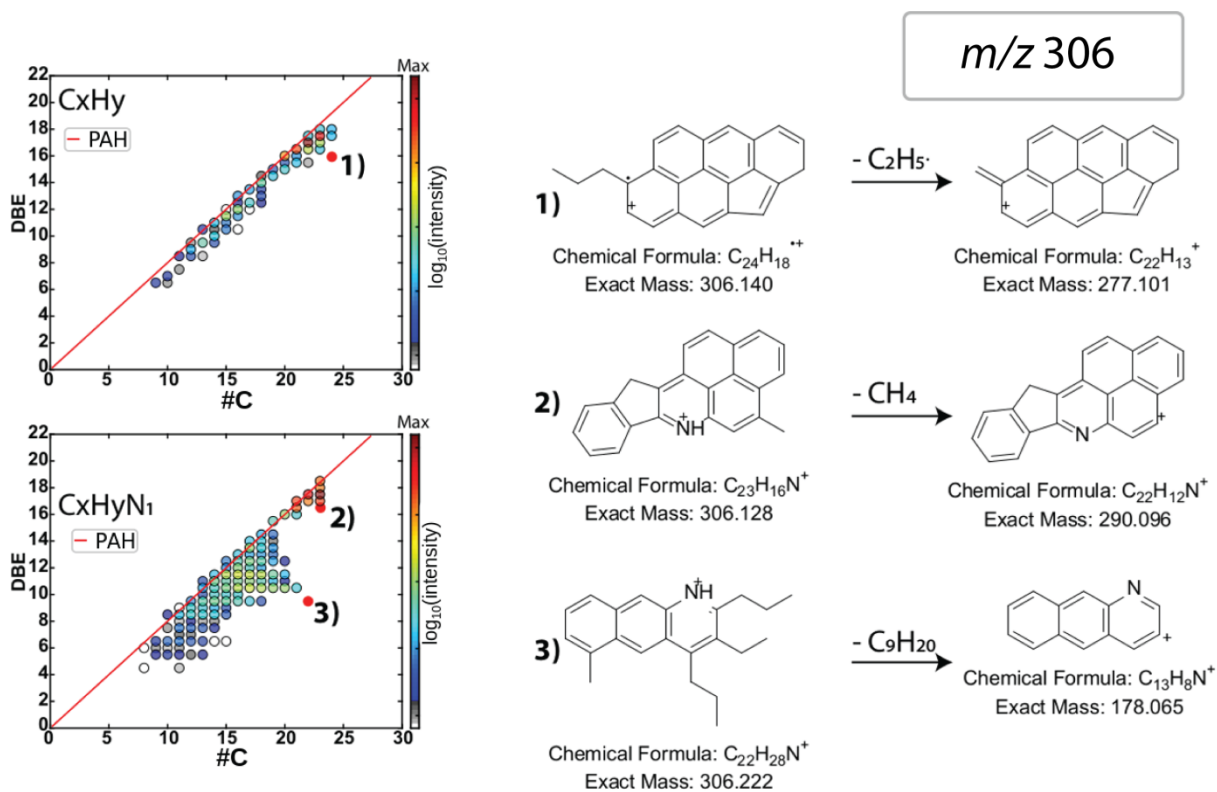 m/z 306
Max
22
20
18
16
14
12
10
8
6
4
2
0
DBE
CxHy
PAH
1)
0 5 10 15 20 25 30
#C
log₁₀(intensity)
Max
22
20
18
16
14
12
10
8
6
4
2
0
DBE
CxHyN₁
PAH
2)
3)
0 5 10 15 20 25 30
#C
log₁₀(intensity)
1)
•
+
- C₂H₅·
+
Chemical Formula: C₂₄H₁₈•⁺
Exact Mass: 306.140
Chemical Formula: C₂₂H₁₃⁺
Exact Mass: 277.101
2)
+
NH
- CH₄
N
+
Chemical Formula: C₂₃H₁₆N⁺
Exact Mass: 306.128
Chemical Formula: C₂₂H₁₂N⁺
Exact Mass: 290.096
3)
+
NH
- C₉H₂₀
N
+
Chemical Formula: C₂₂H₂₈N⁺
Exact Mass: 306.222
Chemical Formula: C₁₃H₈N⁺
Exact Mass: 178.065